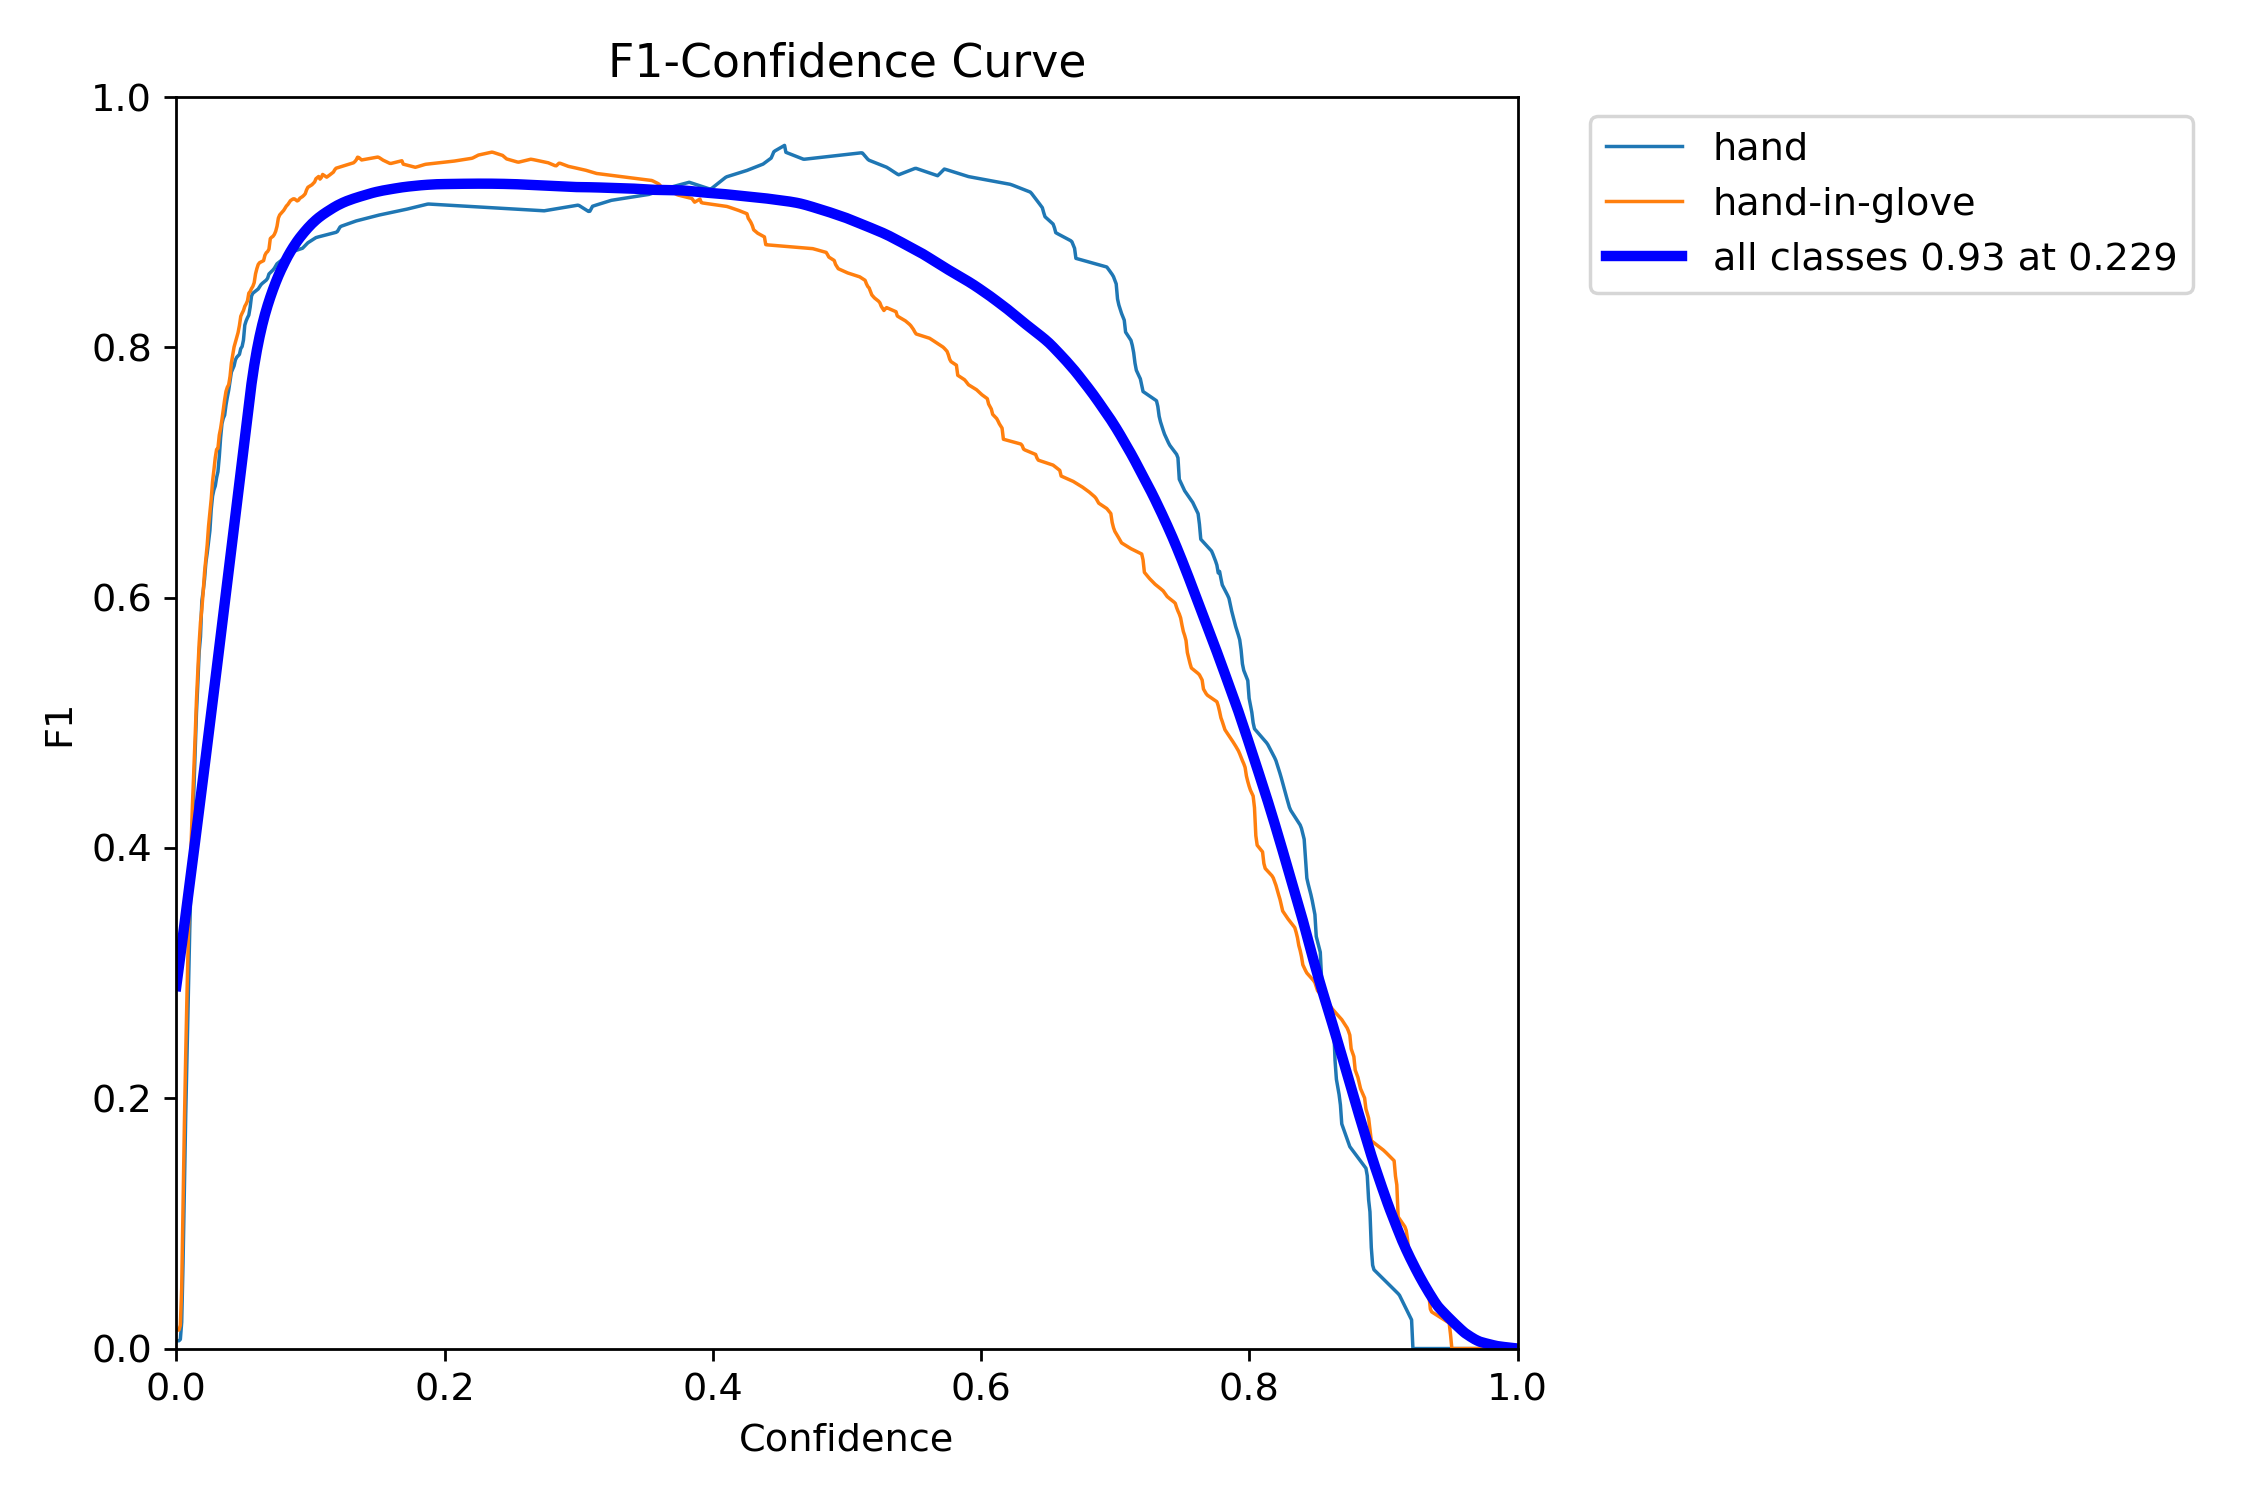 F1-Confidence Curve
hand
hand-in-glove
all classes 0.93 at 0.229
1.0
0.8
0.6
0.4
0.2
0.0
F1
0.0 0.2 0.4 0.6 0.8 1.0
Confidence